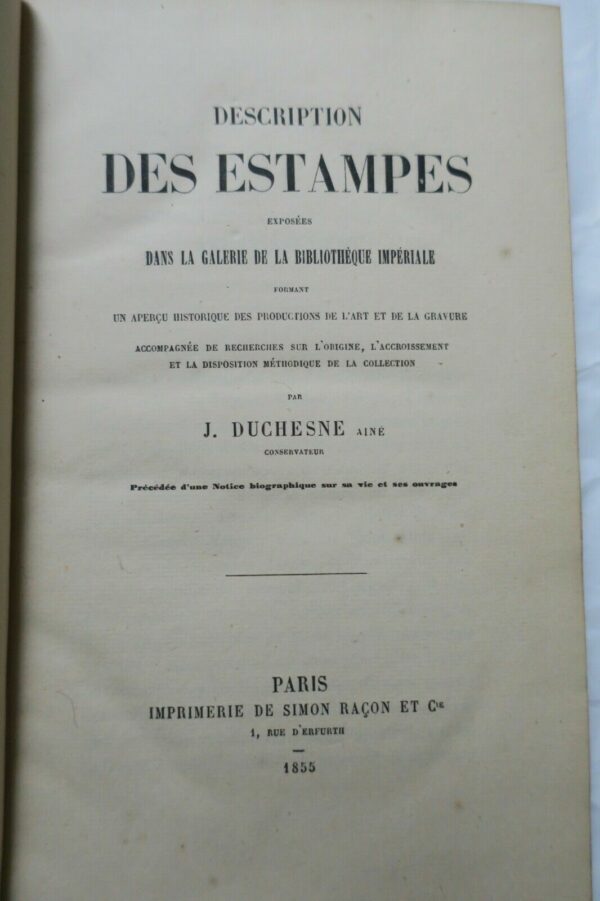 DESCRIPTION
DES ESTAMPES
EXPOSÉES
DANS LA GALERIE DE LA BIBLIOTHÈQUE IMPÉRIALE
FORMANT
UN APERÇU HISTORIQUE DES PRODUCTIONS DE L'ART ET DE LA GRAVURE
ACCOMPAGNÉE DE RECHERCHES SUR L'ORIGINE, L'ACCROISSEMENT
ET LA DISPOSITION MÉTHODIQUE DE LA COLLECTION
PAR
J. DUCHESNE AINÉ
CONSERVATEUR
Précédée d'une Notice biographique sur sa vie et ses ouvrages
PARIS
IMPRIMERIE DE SIMON RAÇON ET Cie
1, RUE D'ERFURTH
1855